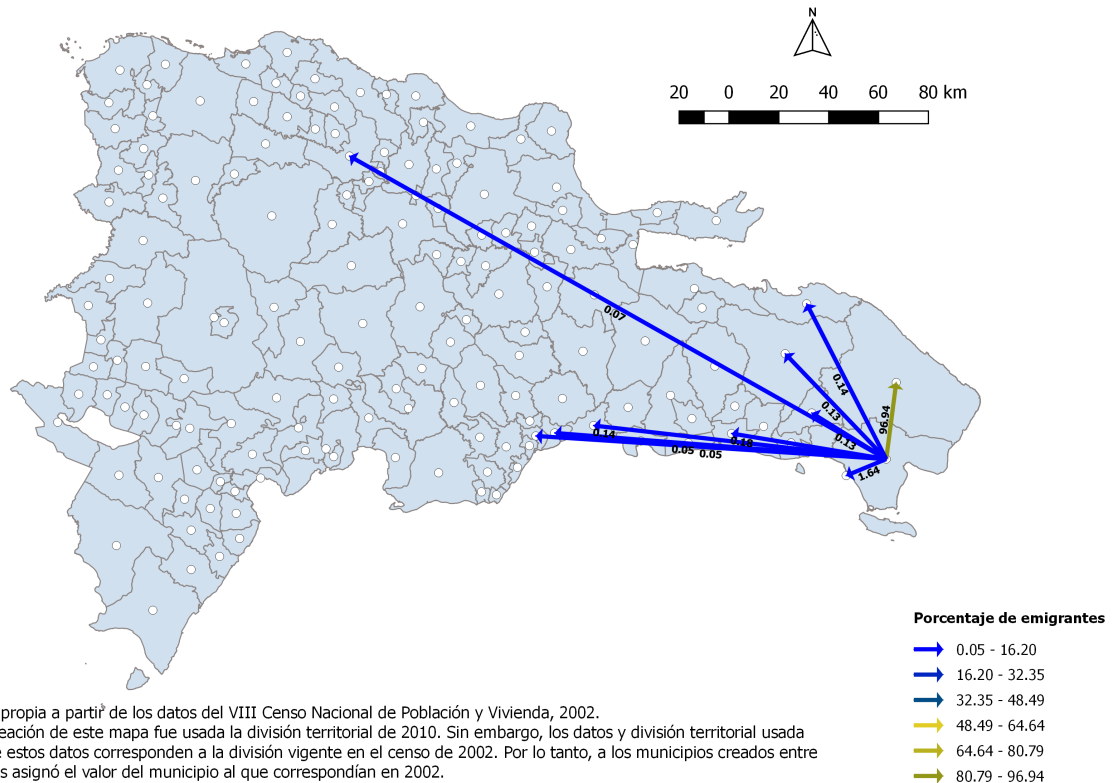 N
20 0 20 40 60 80 km
0.07
0.14
0.13
96.94
0.13
0.14
0.18
0.05 0.05
1.64
Porcentaje de emigrantes
0.05 - 16.20
16.20 - 32.35
32.35 - 48.49
48.49 - 64.64
64.64 - 80.79
80.79 - 96.94
propia a partir de los datos del VIII Censo Nacional de Población y Vivienda, 2002.
eación de este mapa fue usada la división territorial de 2010. Sin embargo, los datos y división territorial usada
e estos datos corresponden a la división vigente en el censo de 2002. Por lo tanto, a los municipios creados entre
s asignó el valor del municipio al que correspondían en 2002.